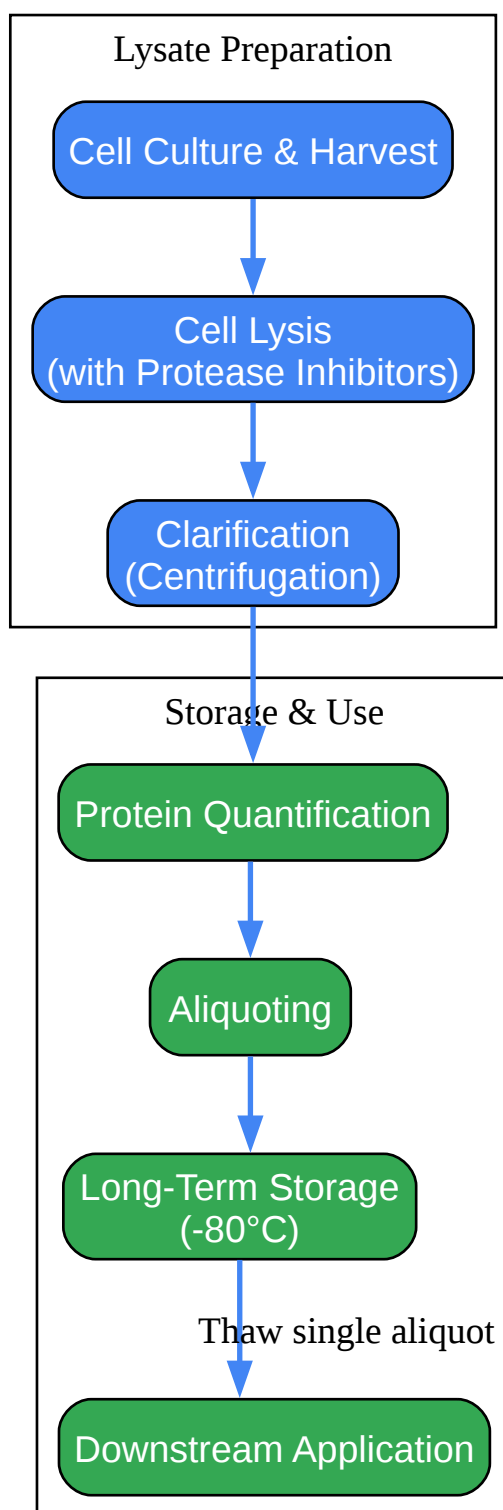 Lysate Preparation
Cell Culture & Harvest
Cell Lysis
(with Protease Inhibitors)
Clarification
(Centrifugation)
Storage & Use
Protein Quantification
Aliquoting
Long-Term Storage
(-80°C)
Thaw single aliquot
Downstream Application